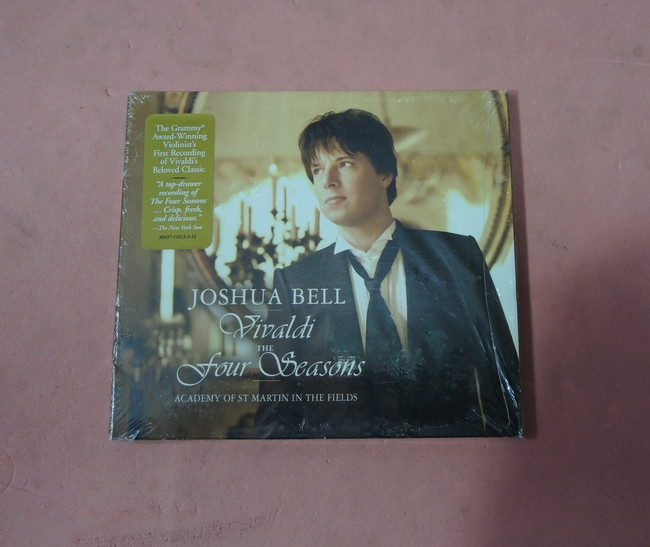 The Grammy®
Award-Winning
Violinist's
First Recording
of Vivaldi's
Beloved Classic
"A top-drawer
recording of
The Four Seasons
... Crisp, fresh,
and delicious."
—The New York Sun
JOSHUA BELL
Vivaldi
THE
Four Seasons
ACADEMY OF ST MARTIN IN THE FIELDS